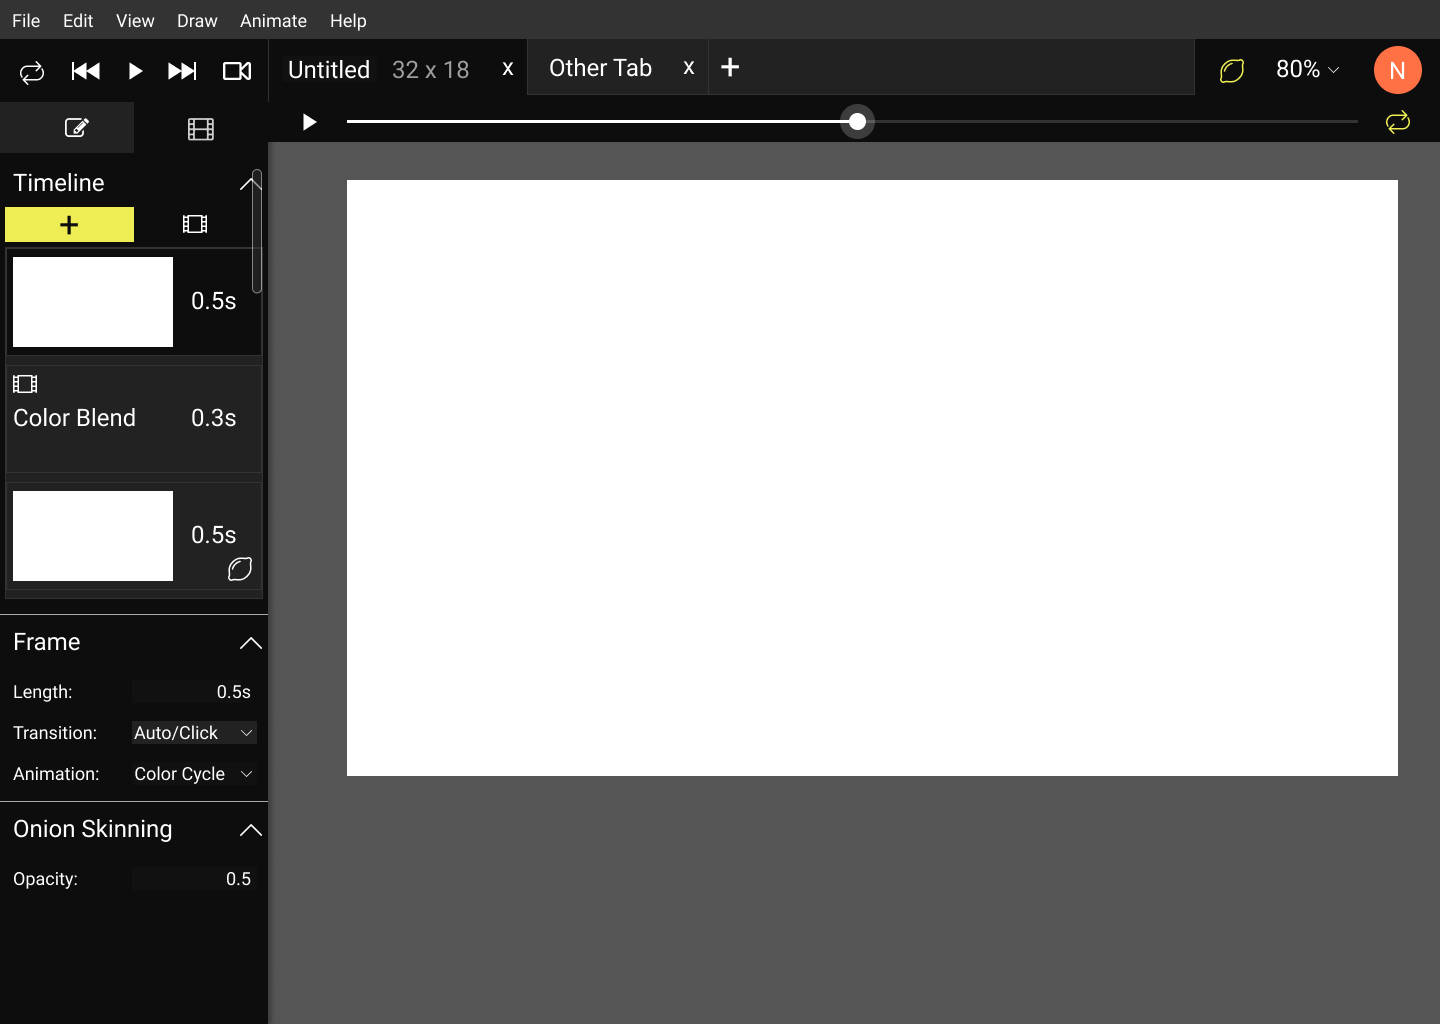 File Edit View Draw Animate Help
Untitled 32 x 18 x Other Tab x + 80% N
Timeline
+
0.5s
Color Blend 0.3s
0.5s
Frame
Length: 0.5s
Transition: Auto/Click
Animation: Color Cycle
Onion Skinning
Opacity: 0.5